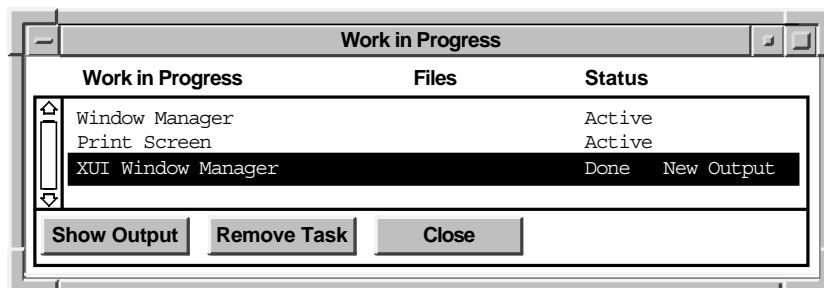 Work in Progress
Work in Progress Files Status
Window Manager Active
Print Screen Active
XUI Window Manager Done New Output
Show Output Remove Task Close